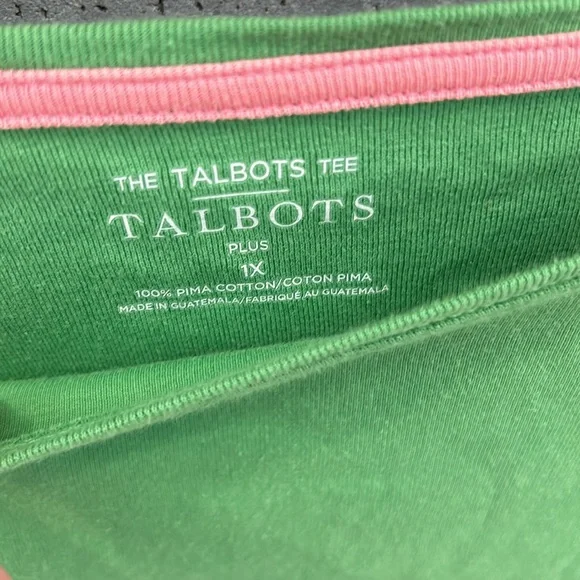 THE TALBOTS TEE
TALBOTS
PLUS
1X
100% PIMA COTTON/COTON PIMA
MADE IN GUATEMALA/FABRIQUÉ AU GUATEMALA